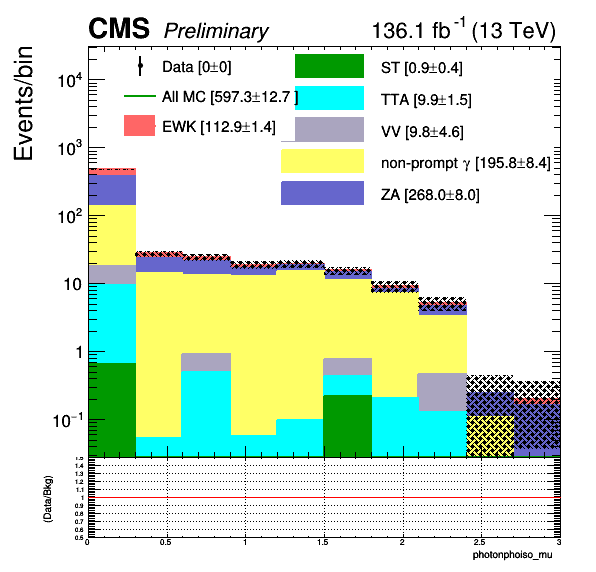 CMS Preliminary 136.1 fb⁻¹ (13 TeV)
Events/bin
Data [0±0]
All MC [597.3±12.7 ]
EWK [112.9±1.4]
ST [0.9±0.4]
TTA [9.9±1.5]
VV [9.8±4.6]
non-prompt γ [195.8±8.4]
ZA [268.0±8.0]
10⁴
10³
10²
10
1
10⁻¹
(Data/Bkg)
1.5
1.4
1.3
1.2
1.1
1
0.9
0.8
0.7
0.6
0.5
0 0.5 1 1.5 2 2.5 3
photonphoiso_mu